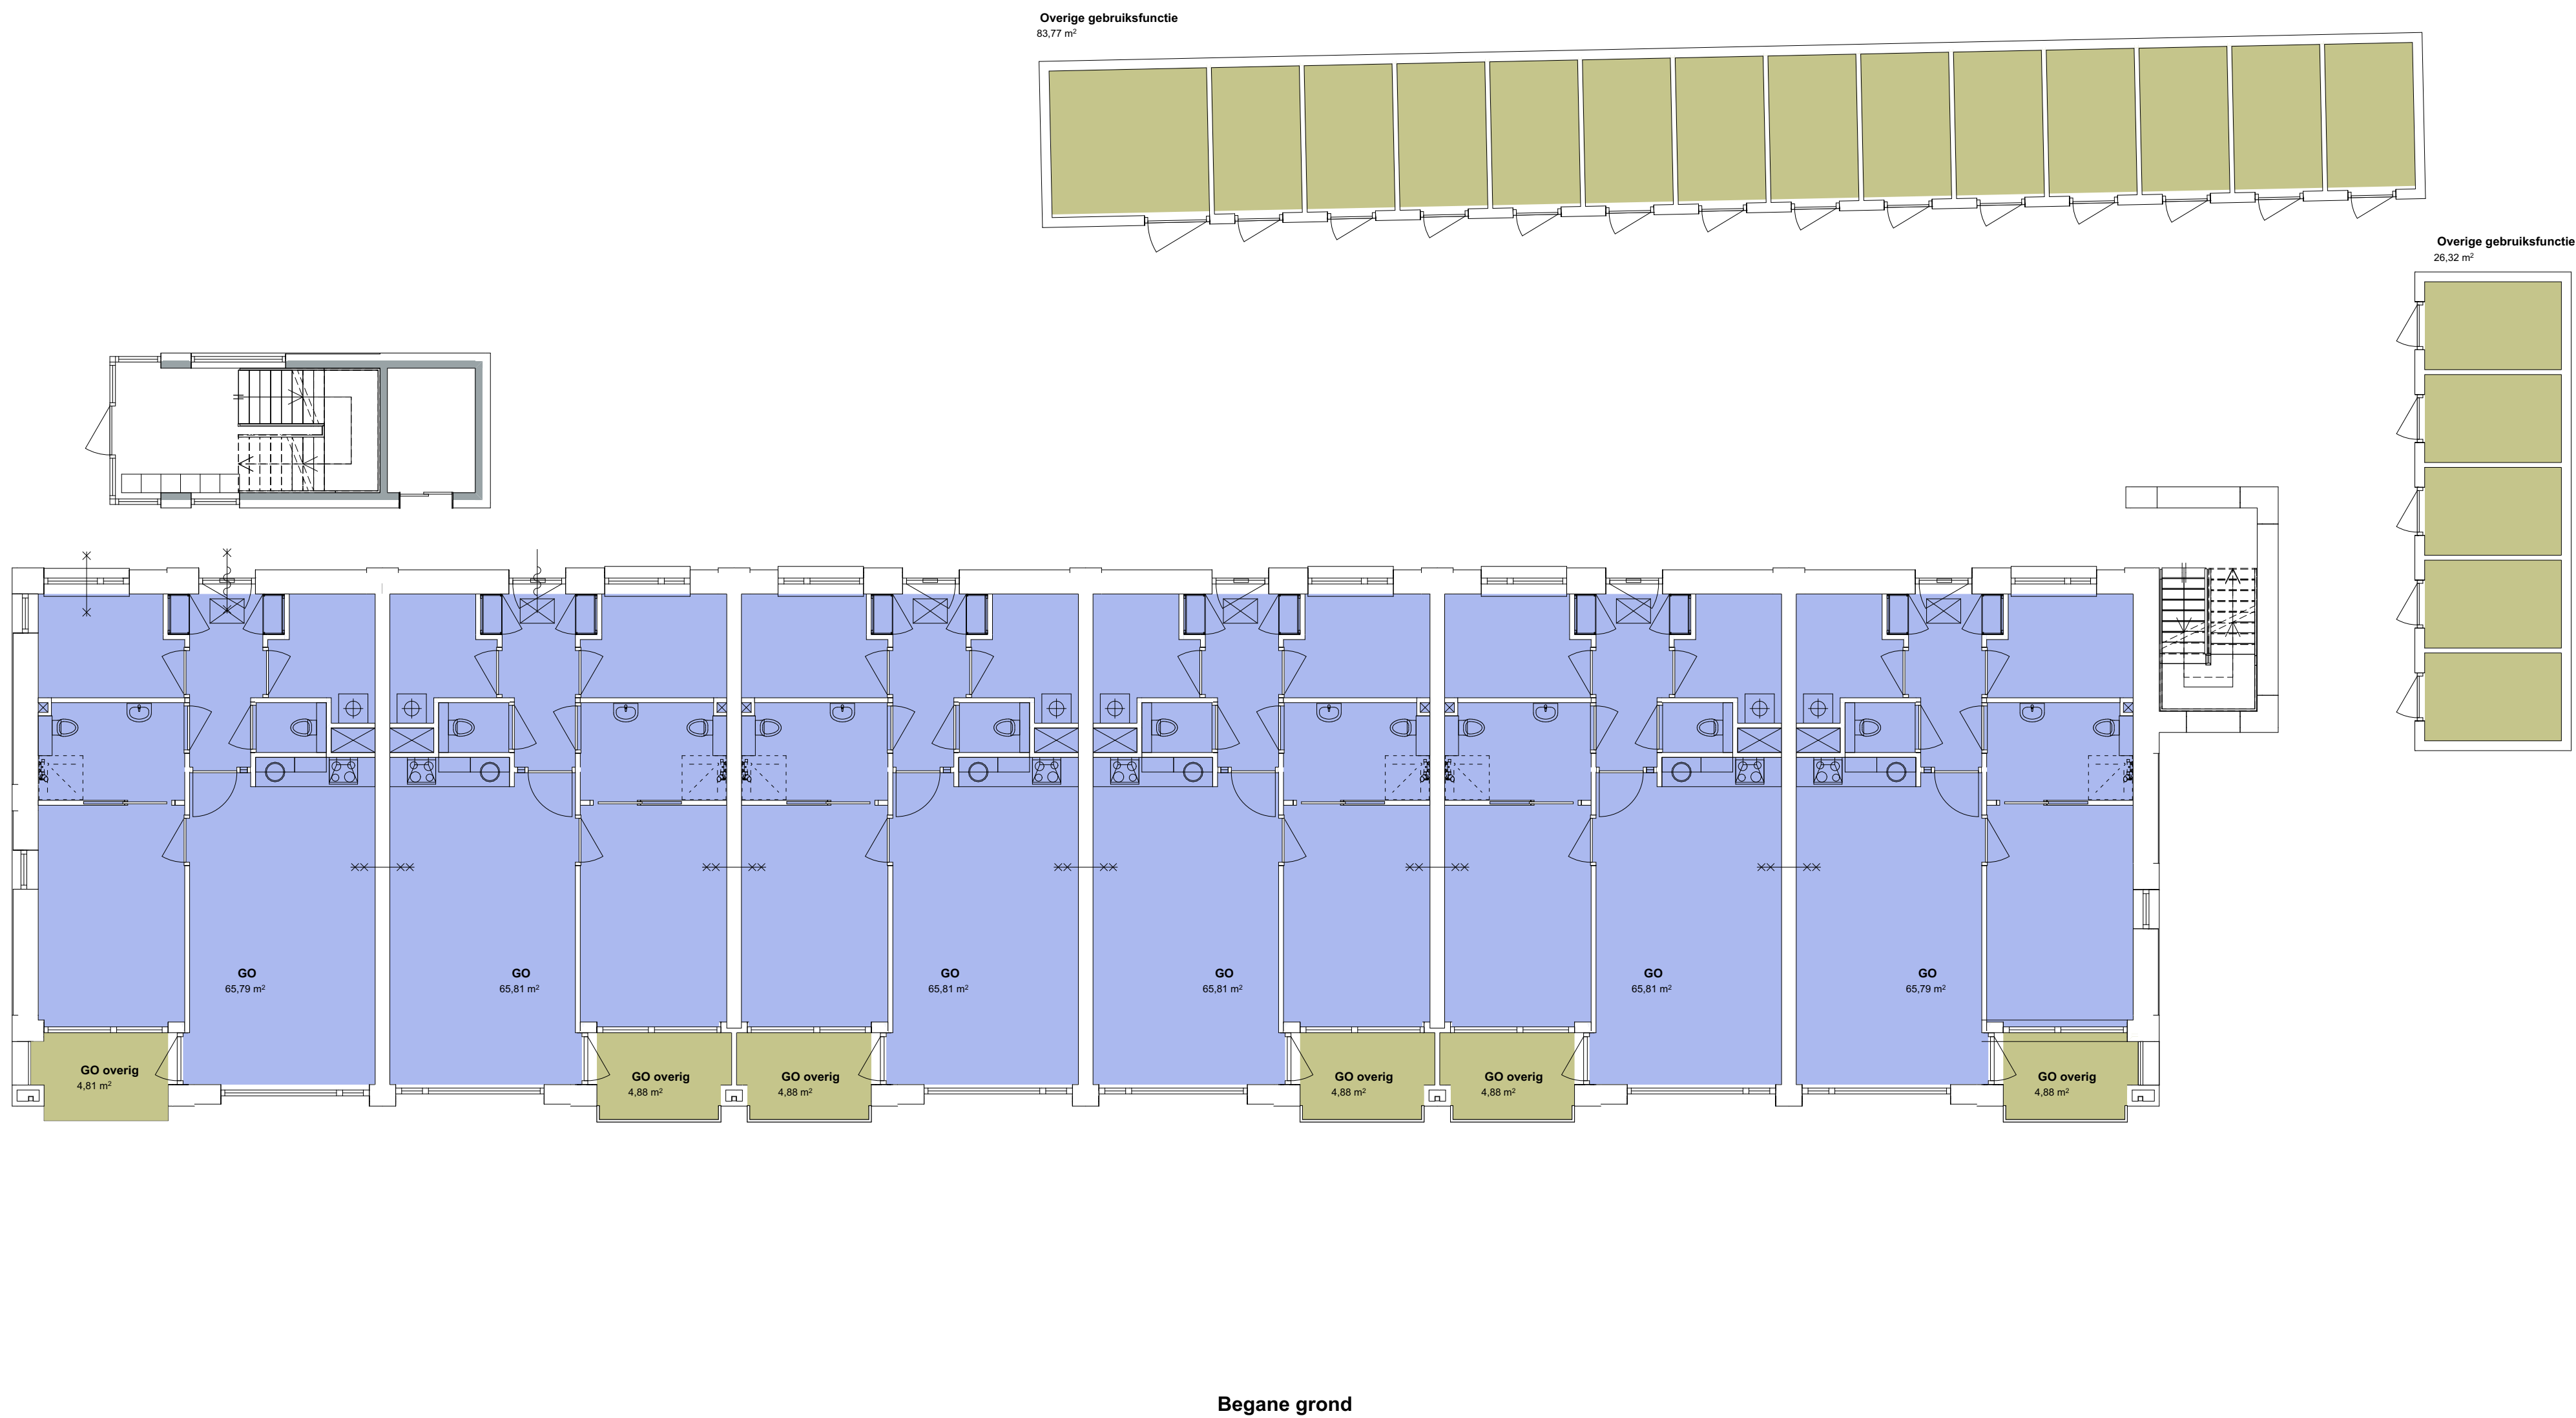 Overige gebruiksfunctie
83,77 m²
Overige gebruiksfunctie
26,32 m²
GO
65,79 m²
GO
65,81 m²
GO
65,81 m²
GO
65,81 m²
GO
65,81 m²
GO
65,79 m²
GO overig
4,81 m²
GO overig
4,88 m²
GO overig
4,88 m²
GO overig
4,88 m²
GO overig
4,88 m²
GO overig
4,88 m²
Begane grond